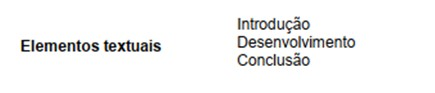 Elementos textuais
Introdução
Desenvolvimento
Conclusão